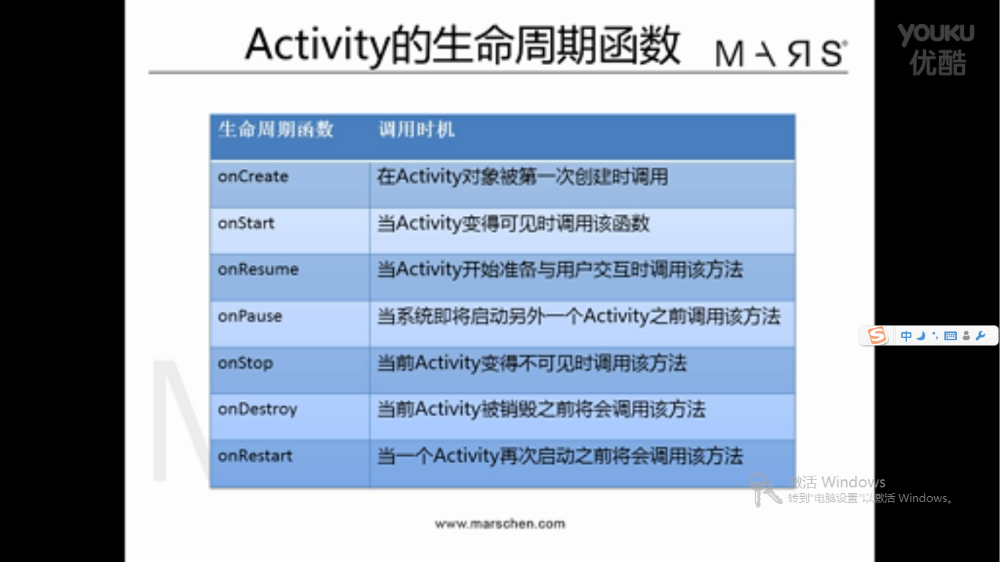 Activity的生命周期函数
MARS
YOUKU
优酷
生命周期函数 调用时机
onCreate 在Activity对象被第一次创建时调用
onStart 当Activity变得可见时调用该函数
onResume 当Activity开始准备与用户交互时调用该方法
onPause 当系统即将启动另外一个Activity之前调用该方法
onStop 当前Activity变得不可见时调用该方法
onDestroy 当前Activity被销毁之前将会调用该方法
onRestart 当一个Activity再次启动之前将会调用该方法
中
M
激活 Windows
转到“电脑设置”以激活 Windows。
www.marschen.com